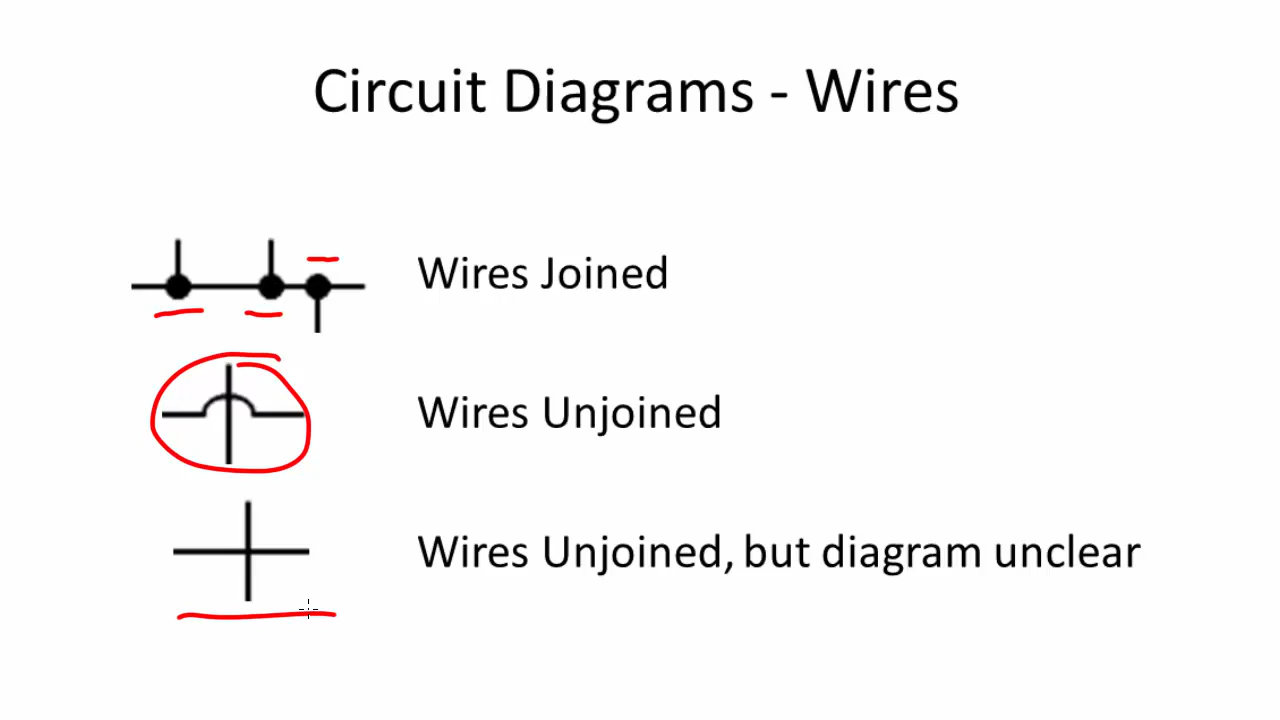 Circuit Diagrams - Wires
Wires Joined
Wires Unjoined
Wires Unjoined, but diagram unclear